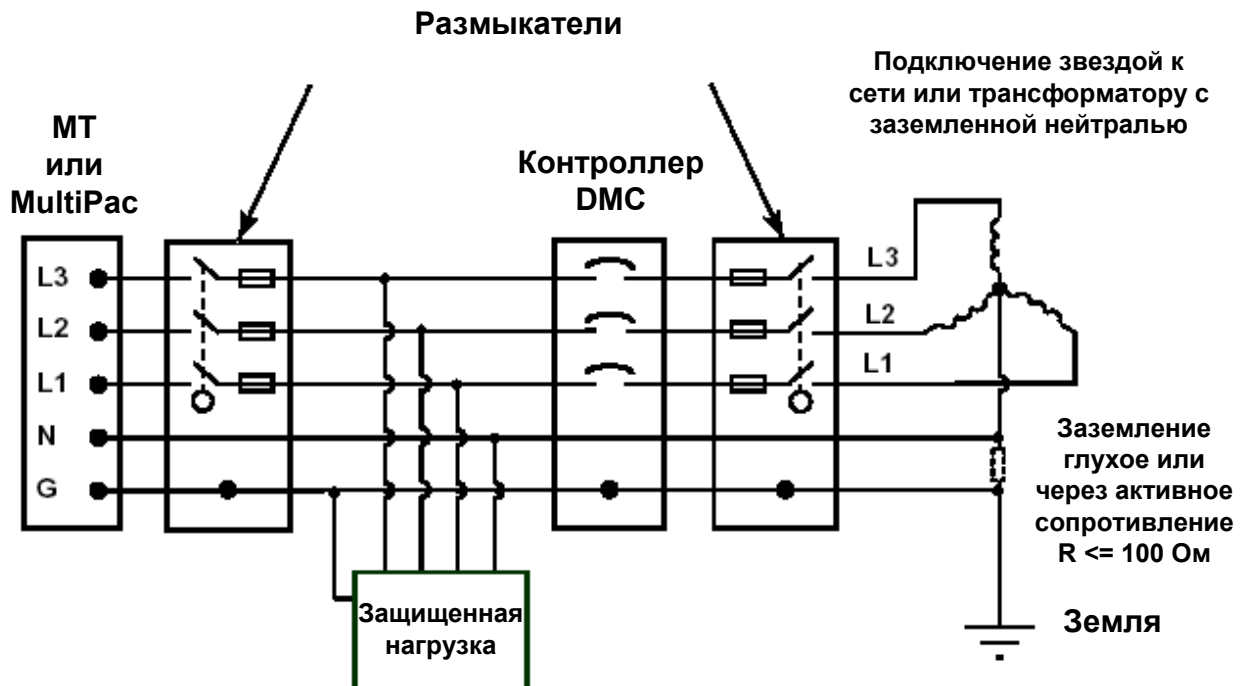 Размыкатели
Подключение звездой к
сети или трансформатору с
заземленной нейтралью
МТ
или
MultiPac
Контроллер
DMC
L3
L2
L1
N
G
L3
L2
L1
Заземление
глухое или
через активное
сопротивление
R <= 100 Ом
Защищенная
нагрузка
Земля